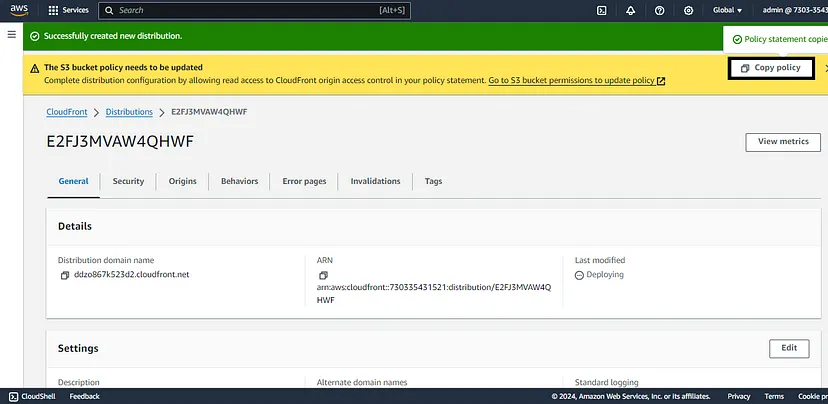 aws
Services
Search
[Alt+S]
Global
admin @ 7303-3543
Successfully created new distribution.
Policy statement copie
The S3 bucket policy needs to be updated
Complete distribution configuration by allowing read access to CloudFront origin access control in your policy statement. Go to S3 bucket permissions to update policy
Copy policy
CloudFront
Distributions
E2FJ3MVAW4QHWF
E2FJ3MVAW4QHWF
View metrics
General
Security
Origins
Behaviors
Error pages
Invalidations
Tags
Details
Distribution domain name
ddzo867k523d2.cloudfront.net
ARN
arn:aws:cloudfront::730335431521:distribution/E2FJ3MVAW4Q
HWF
Last modified
Deploying
Settings
Edit
Description
Alternate domain names
Standard logging
CloudShell
Feedback
© 2024, Amazon Web Services, Inc. or its affiliates.
Privacy
Terms
Cookie pr